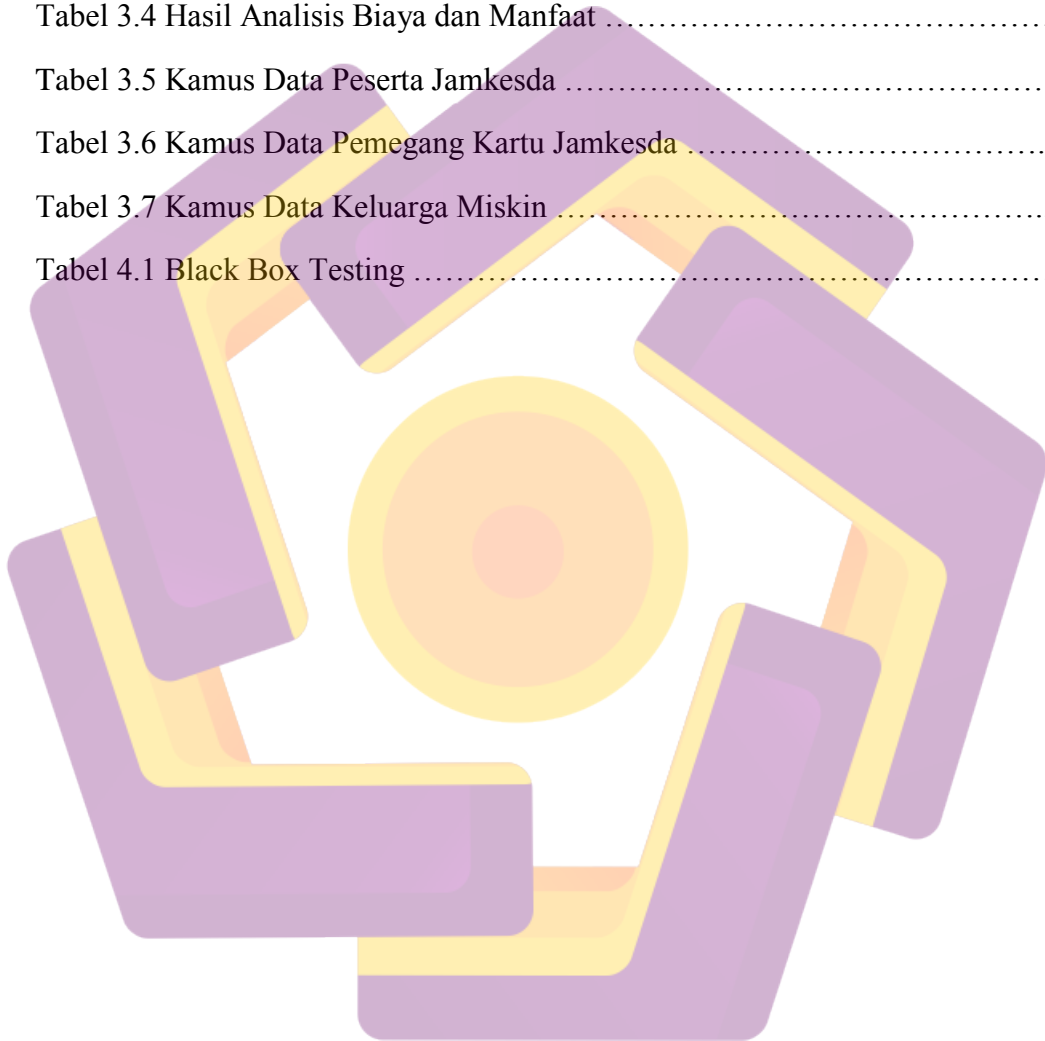 Tabel 3.4 Hasil Analisis Biaya dan Manfaat ……………………………………
Tabel 3.5 Kamus Data Peserta Jamkesda …………………………………………
Tabel 3.6 Kamus Data Pemegang Kartu Jamkesda ………………………………
Tabel 3.7 Kamus Data Keluarga Miskin …………………………………………
Tabel 4.1 Black Box Testing ………………………………………………………